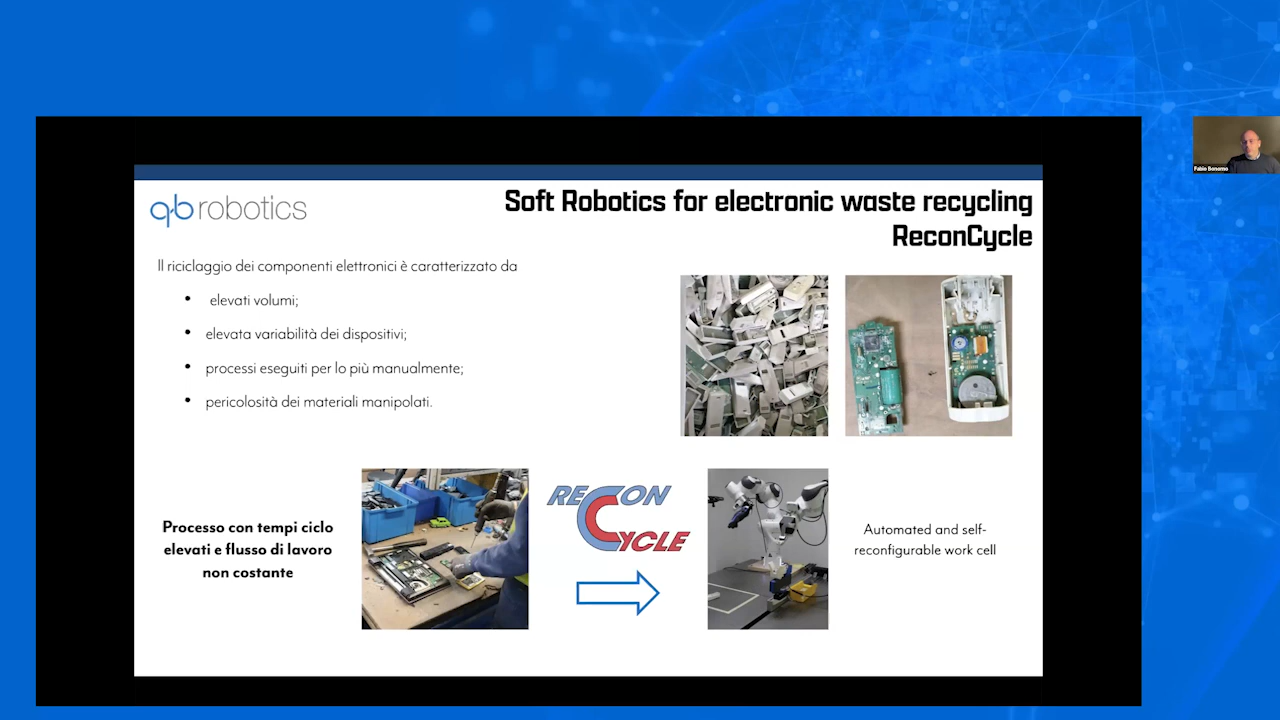 qb robotics
Soft Robotics for electronic waste recycling
ReconCycle
Il riciclaggio dei componenti elettronici è caratterizzato da
• elevati volumi;
• elevata variabilità dei dispositivi;
• processi eseguiti per lo più manualmente;
• pericolosità dei materiali manipolati.
Processo con tempi ciclo
elevati e flusso di lavoro
non costante
RECON
CYCLE
Automated and self-
reconfigurable work cell
Fabio Bonomo